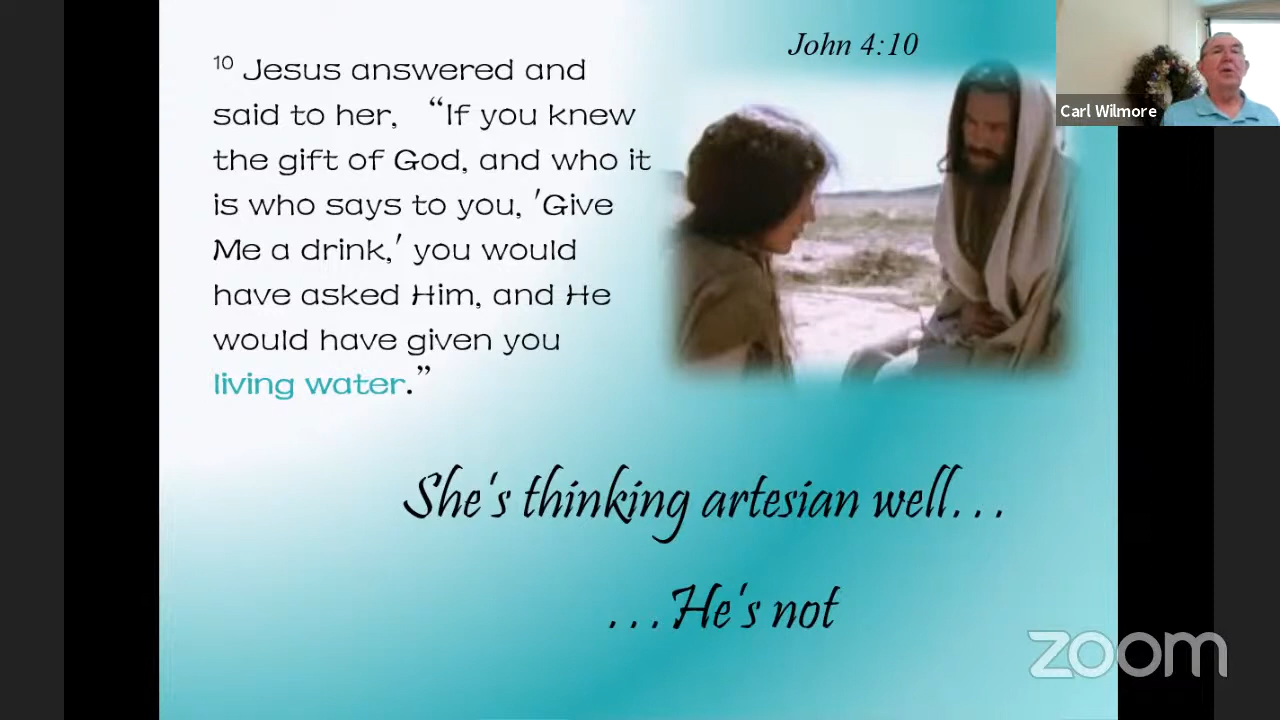 John 4:10
10 Jesus answered and
said to her, “If you knew
the gift of God, and who it
is who says to you, 'Give
Me a drink,' you would
have asked Him, and He
would have given you
living water.”
She's thinking artesian well...
...He's not
Carl Wilmore
zoom